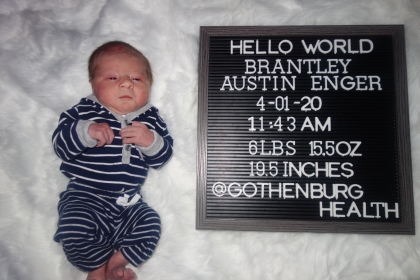 HELLO WORLD
BRANTLEY
AUSTIN ENGER
4-01-20
11:43 AM
6LBS 15.5OZ
19.5 INCHES
@GOTHENBURG
HEALTH